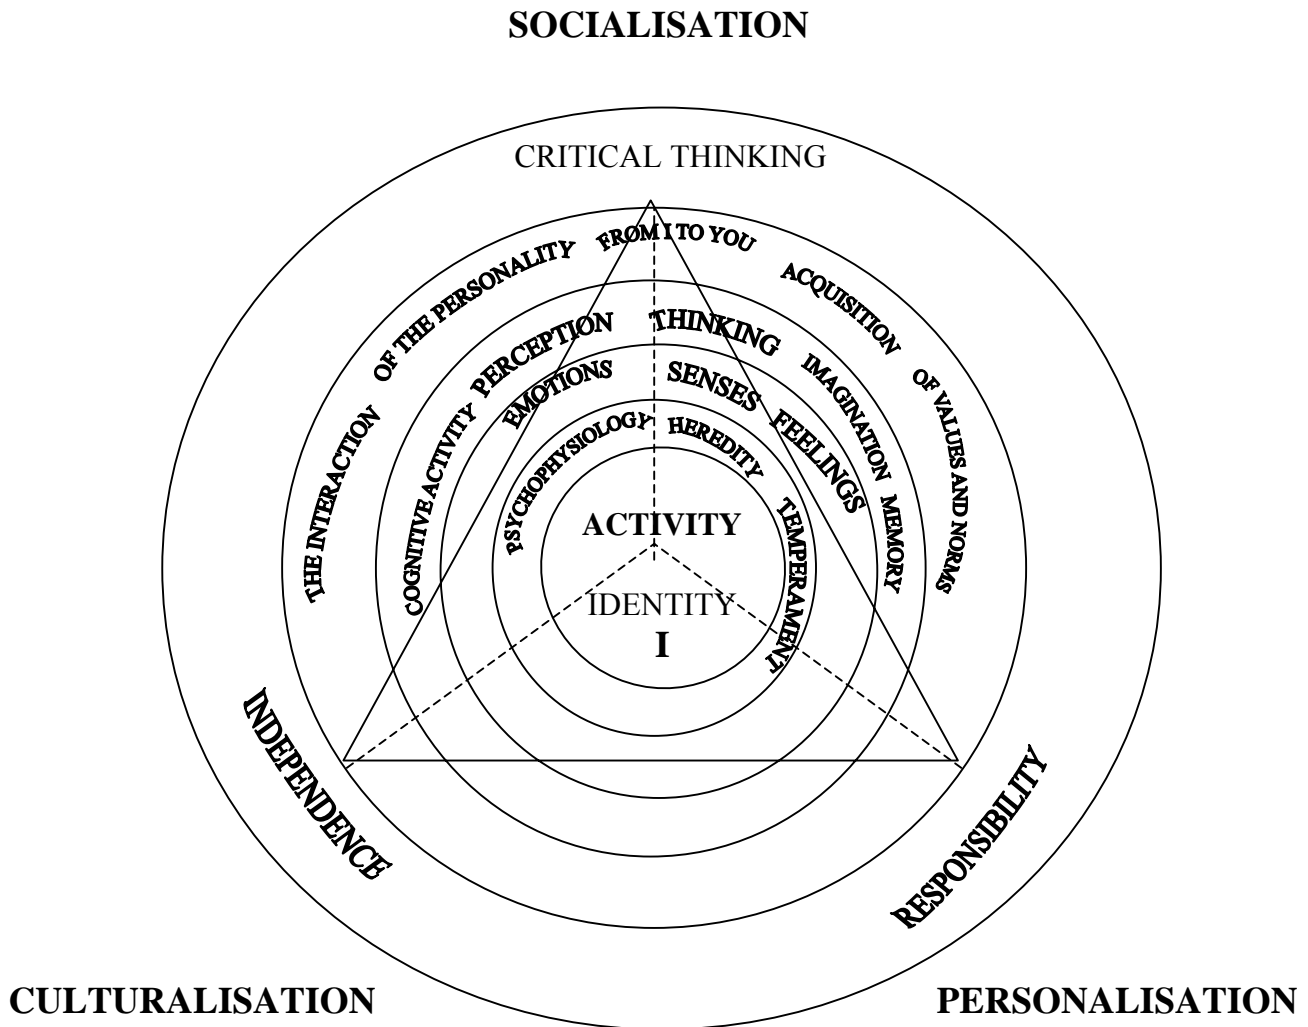 SOCIALISATION
CRITICAL THINKING
THE INTERACTION OF THE PERSONALITY FROM I TO YOU ACQUISITION OF VALUES AND NORMS
COGNITIVE ACTIVITY PERCEPTION THINKING IMAGINATION MEMORY
EMOTIONS SENSES FEELINGS
PSYCHOPHYSIOLOGY HEREDITY TEMPERAMENT
ACTIVITY
IDENTITY
I
INDEPENDENCE
RESPONSIBILITY
CULTURALISATION
PERSONALISATION